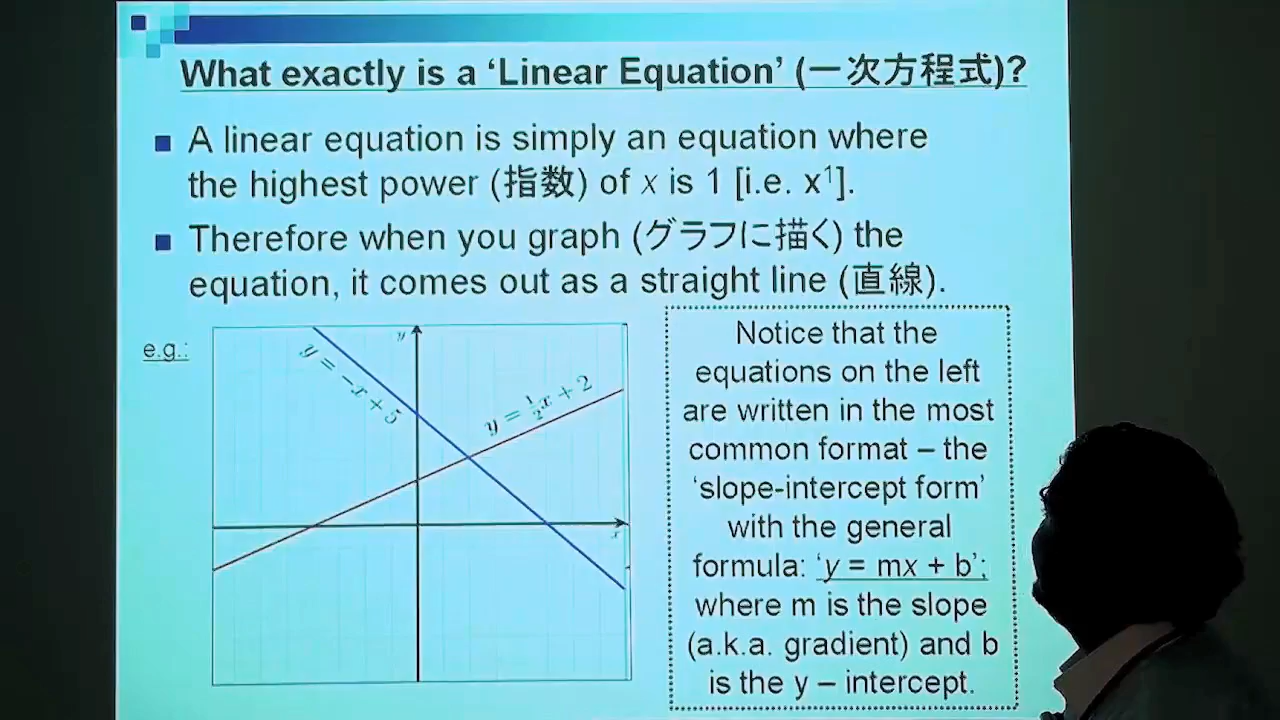 What exactly is a ‘Linear Equation’ (一次方程式)?
A linear equation is simply an equation where
the highest power (指数) of x is 1 [i.e. x¹].
Therefore when you graph (グラフに描く) the
equation, it comes out as a straight line (直線).
e.g.:
y
y = -x + 5
y = ½x + 2
x
Notice that the
equations on the left
are written in the most
common format – the
‘slope-intercept form’
with the general
formula: ‘y = mx + b’;
where m is the slope
(a.k.a. gradient) and b
is the y – intercept.